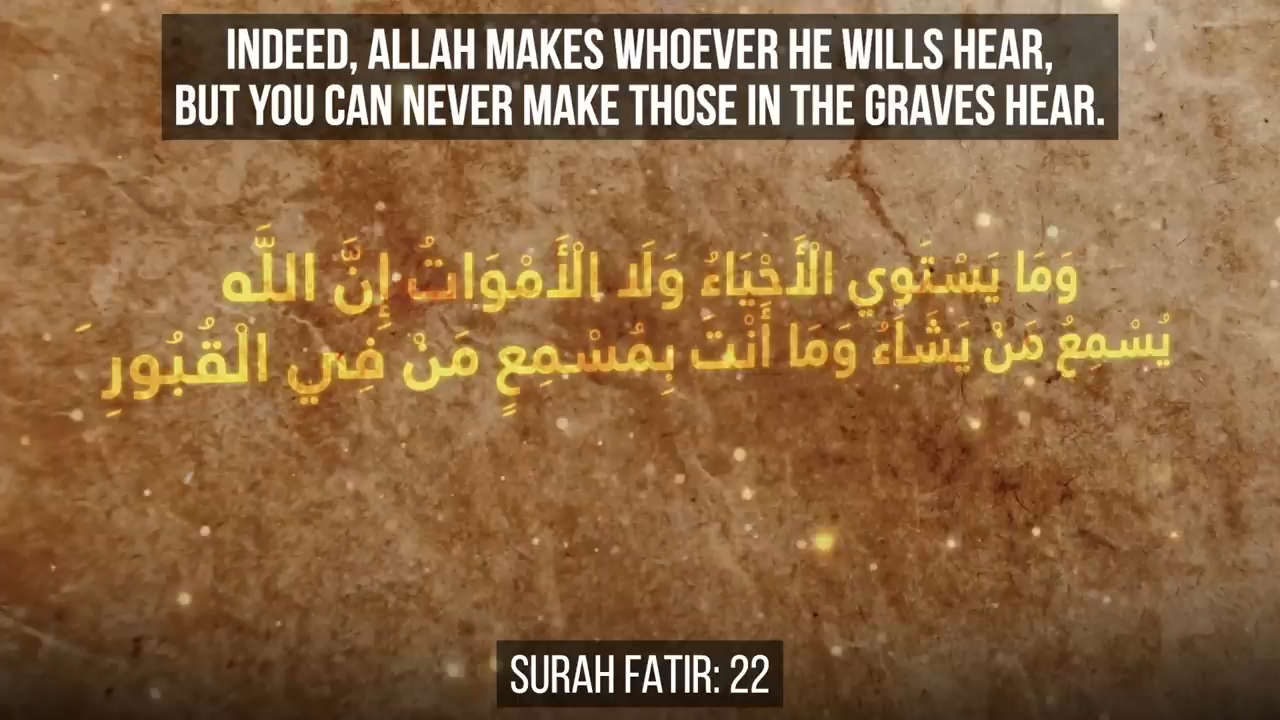 INDEED, ALLAH MAKES WHOEVER HE WILLS HEAR,
BUT YOU CAN NEVER MAKE THOSE IN THE GRAVES HEAR.
وَمَا يَسْتَوِي الْأَحْيَاءُ وَلَا الْأَمْوَاتُ إِنَّ اللَّه
يُسْمِعُ مَنْ يَشَاءُ وَمَا أَنْتَ بِمُسْمِعٍ مَنْ فِي الْقُبُورِ َ
SURAH FATIR: 22